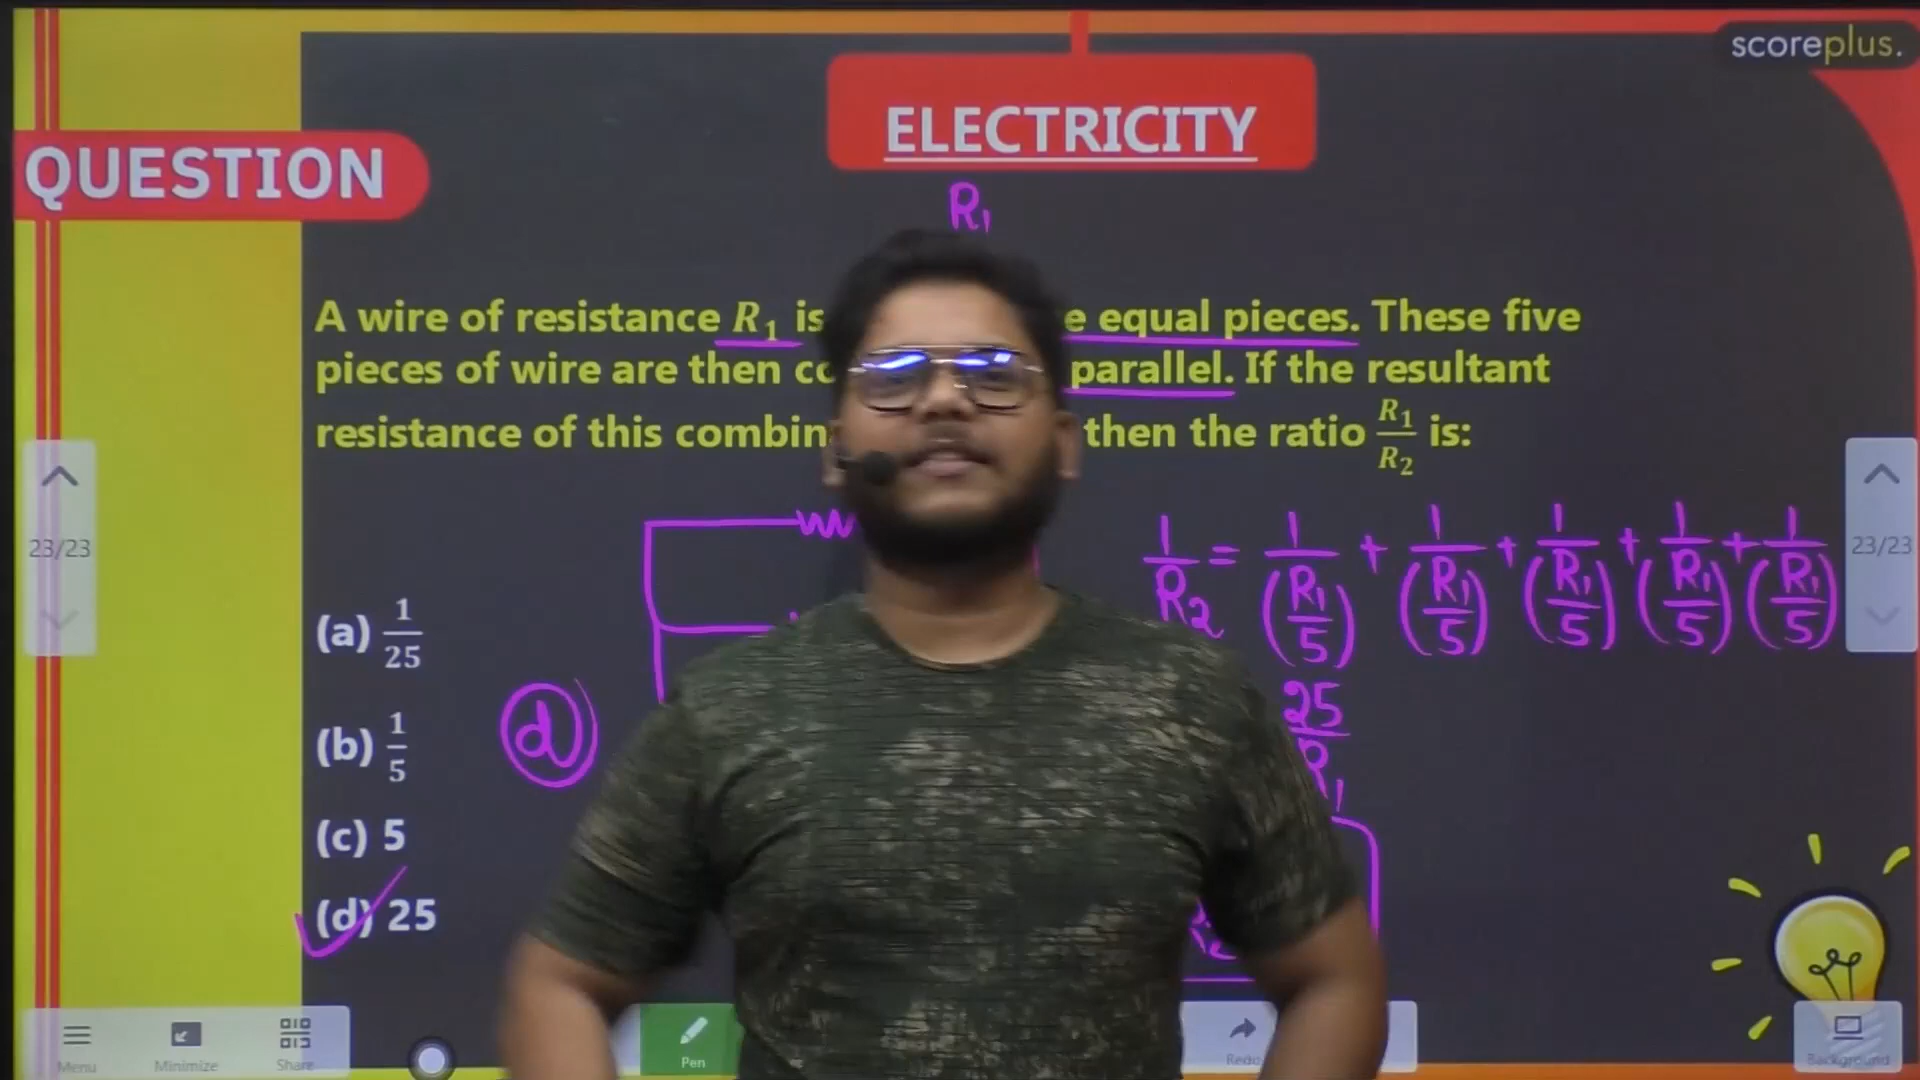 scoreplus.
ELECTRICITY
QUESTION
R₁
A wire of resistance R₁ is e equal pieces. These five
pieces of wire are then co parallel. If the resultant
resistance of this combin then the ratio R₁/R₂ is:
23/23
23/23
1/R₂ = 1/(R₁/5) + 1/(R₁/5) + 1/(R₁/5) + 1/(R₁/5) + 1/(R₁/5)
(a) 1/25
25/R₁
(d)
(b) 1/5
(c) 5
(d) 25
Menu
Minimize
Share
Pen
Redo
Background